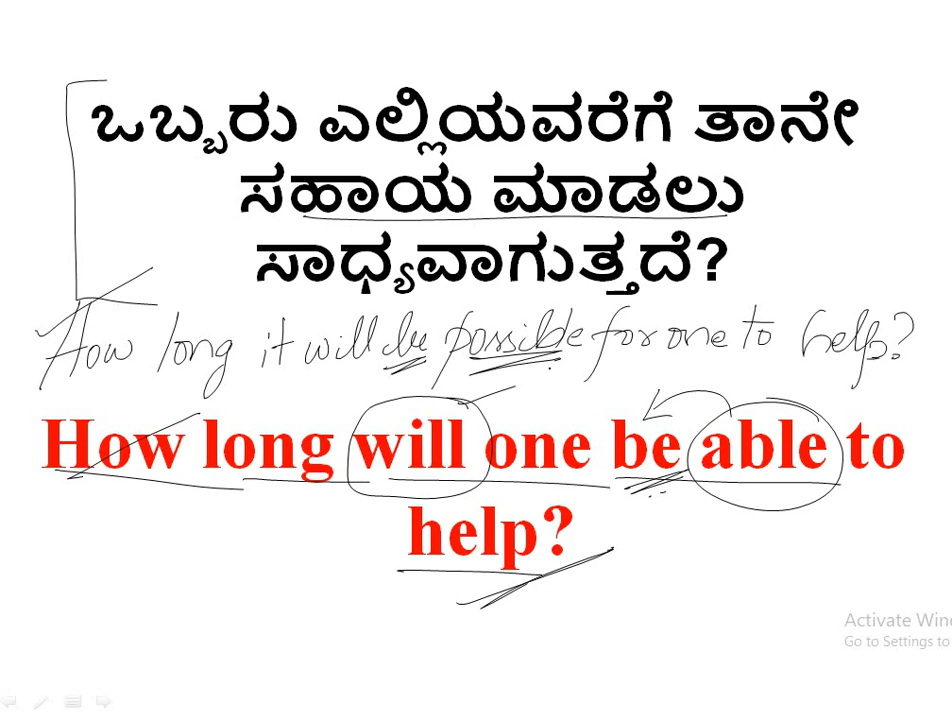 ಒಬ್ಬರು ಎಲ್ಲಿಯವರೆಗೆ ತಾನೇ
ಸಹಾಯ ಮಾಡಲು
ಸಾಧ್ಯವಾಗುತ್ತದೆ?
How long it will be possible for one to help?
How long will one be able to
help?
Activate Win
Go to Settings to